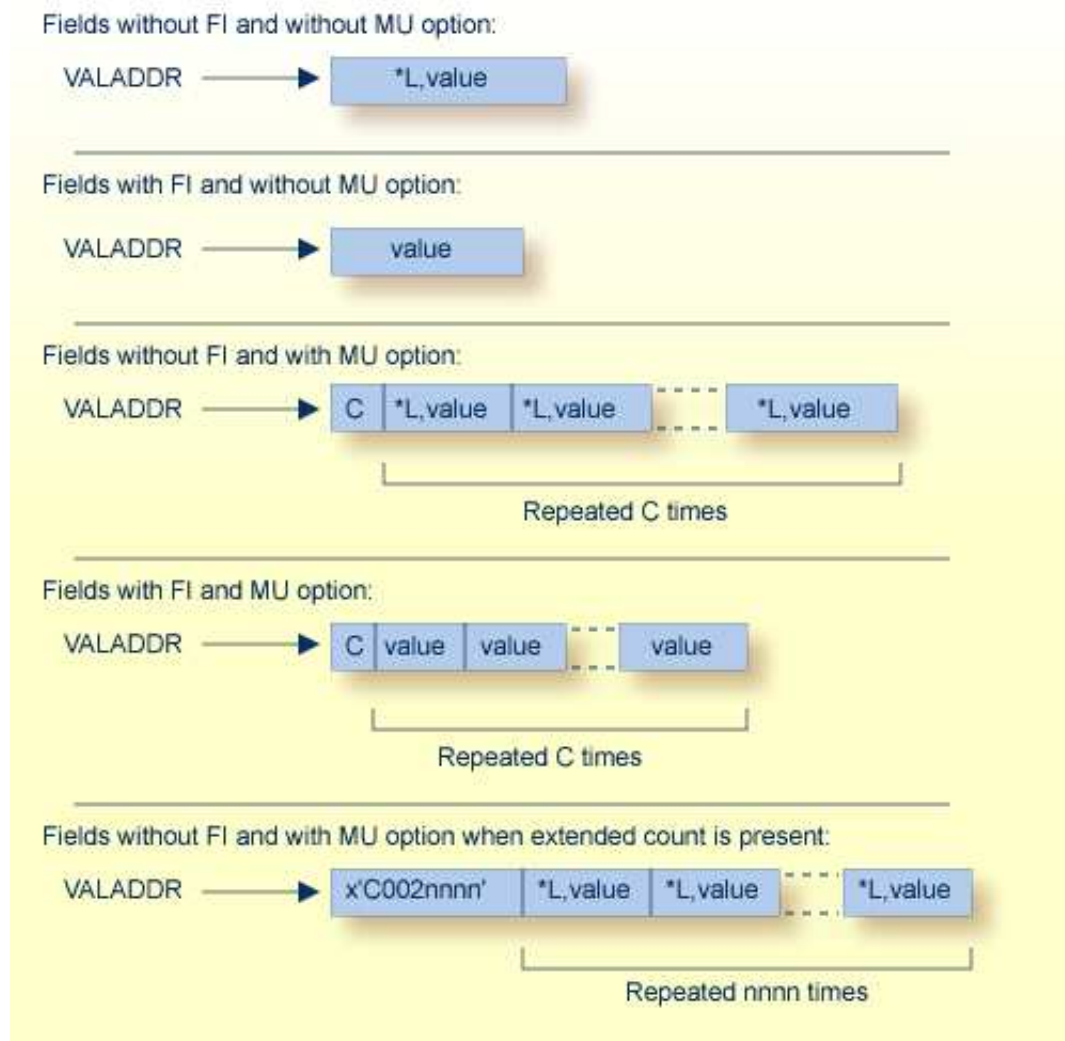 Fields without FI and without MU option:
VALADDR *L,value
Fields with FI and without MU option:
VALADDR value
Fields without FI and with MU option:
VALADDR C *L,value *L,value *L,value
Repeated C times
Fields with FI and MU option:
VALADDR C value value value
Repeated C times
Fields without FI and with MU option when extended count is present:
VALADDR x'C002nnnn' *L,value *L,value *L,value
Repeated nnnn times